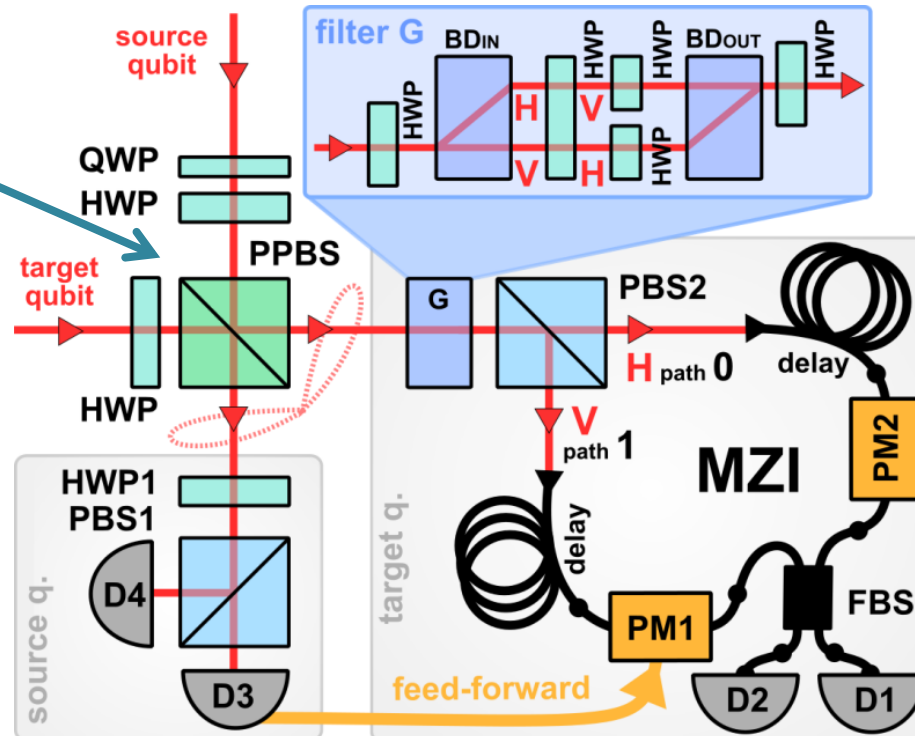 source
qubit
filter G
BDIN
HWP
HWP
BDOUT
HWP
HWP
H
V
V
H
HWP
QWP
HWP
PPBS
target
qubit
HWP
G
PBS2
H path 0
delay
V
path 1
delay
MZI
PM2
PM1
FBS
HWP1
PBS1
D4
D3
source q.
target q.
feed-forward
D2
D1